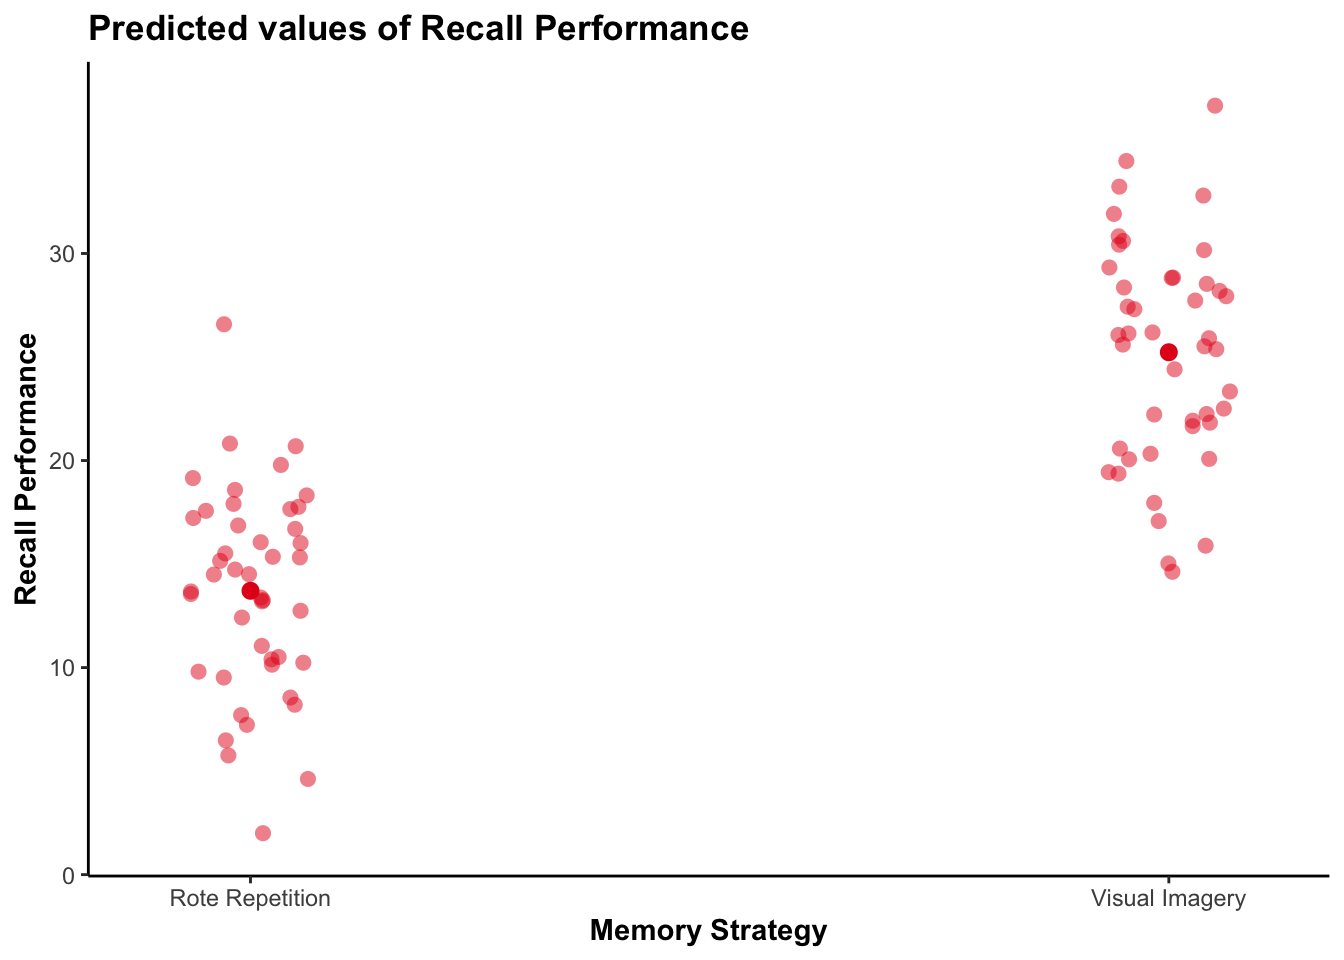 Predicted values of Recall Performance
Recall Performance
30
20
10
0
Rote Repetition
Visual Imagery
Memory Strategy